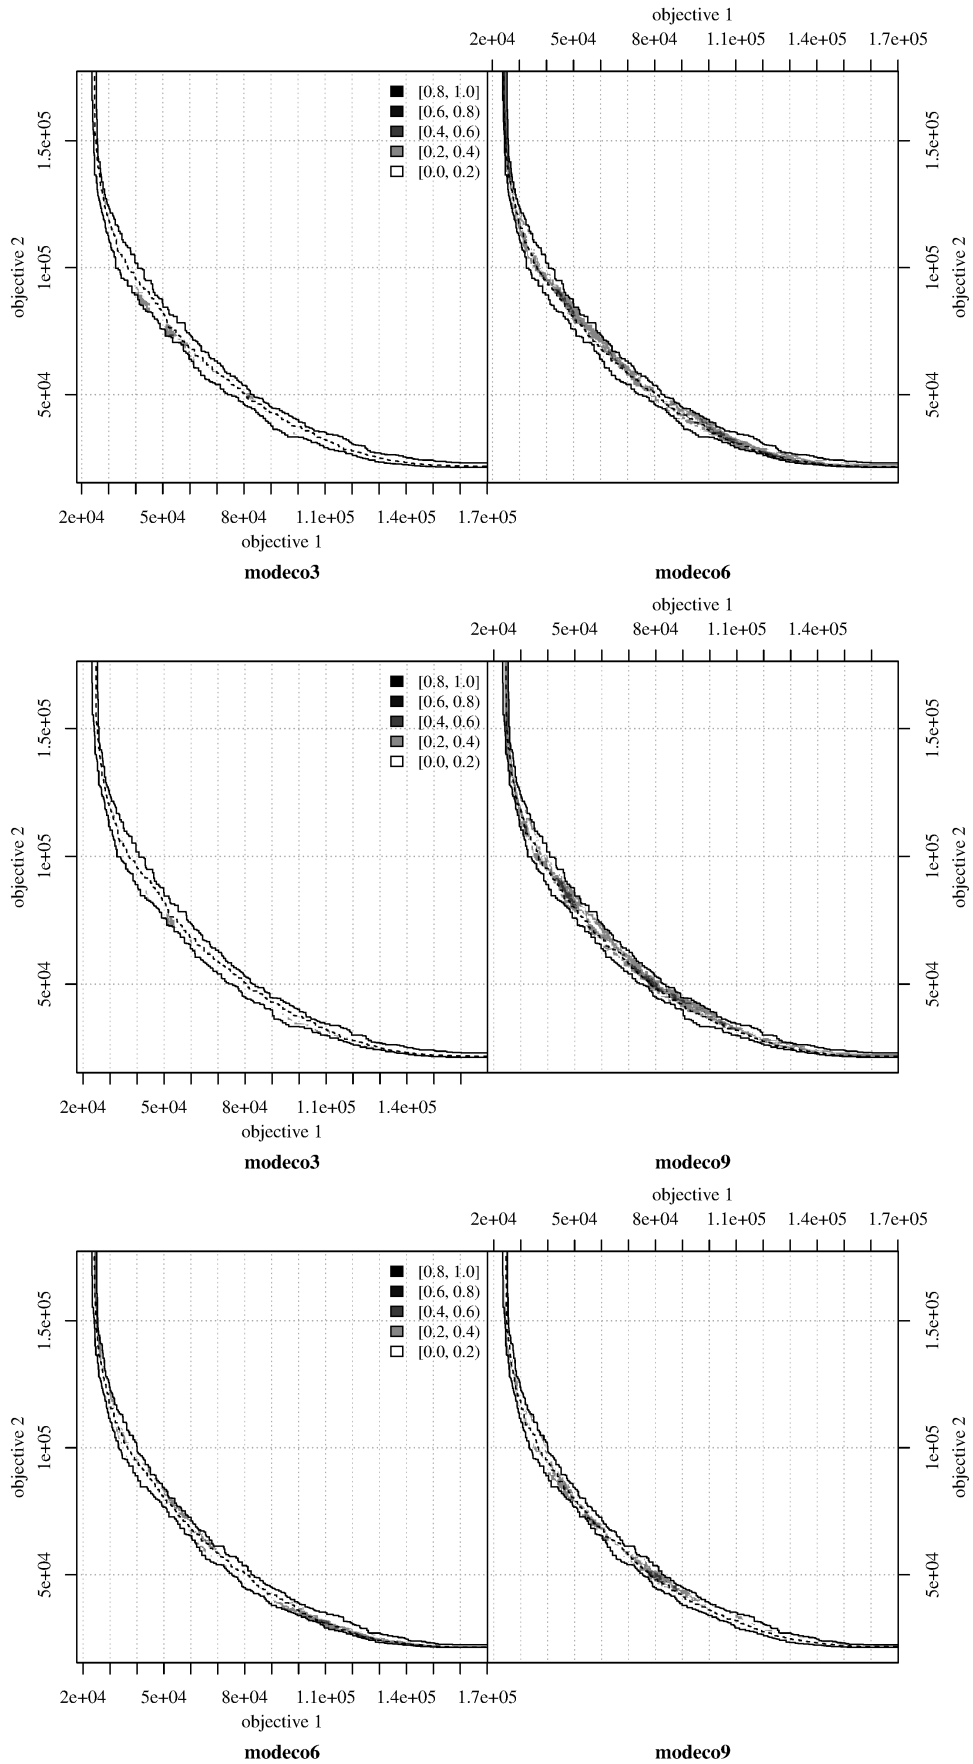 objective 1
2e+04 5e+04 8e+04 1.1e+05 1.4e+05 1.7e+05
[0.8, 1.0]
[0.6, 0.8)
[0.4, 0.6)
[0.2, 0.4)
[0.0, 0.2)
objective 2
5e+04 1e+05 1.5e+05
5e+04 1e+05 1.5e+05
objective 2
2e+04 5e+04 8e+04 1.1e+05 1.4e+05 1.7e+05
objective 1
modeco3 modeco6
objective 1
2e+04 5e+04 8e+04 1.1e+05 1.4e+05
[0.8, 1.0]
[0.6, 0.8)
[0.4, 0.6)
[0.2, 0.4)
[0.0, 0.2)
objective 2
5e+04 1e+05 1.5e+05
5e+04 1e+05 1.5e+05
objective 2
2e+04 5e+04 8e+04 1.1e+05 1.4e+05
objective 1
modeco3 modeco9
objective 1
2e+04 5e+04 8e+04 1.1e+05 1.4e+05 1.7e+05
[0.8, 1.0]
[0.6, 0.8)
[0.4, 0.6)
[0.2, 0.4)
[0.0, 0.2)
objective 2
5e+04 1e+05 1.5e+05
5e+04 1e+05 1.5e+05
objective 2
2e+04 5e+04 8e+04 1.1e+05 1.4e+05 1.7e+05
objective 1
modeco6 modeco9